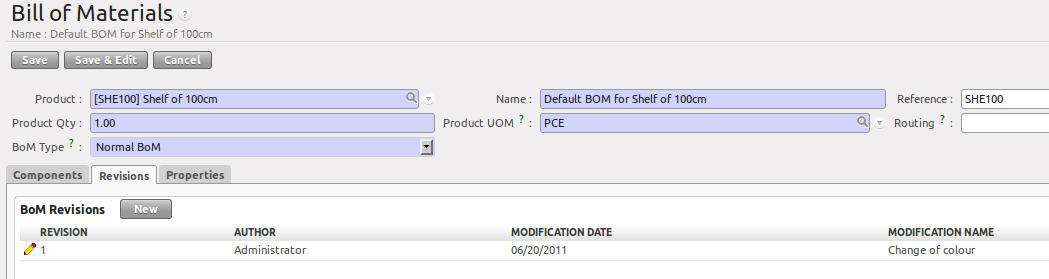 Bill of Materials ?
Name : Default BOM for Shelf of 100cm
Save Save & Edit Cancel
Product : [SHE100] Shelf of 100cm Name : Default BOM for Shelf of 100cm Reference : SHE100
Product Qty : 1.00 Product UOM ? : PCE Routing ? :
BoM Type ? : Normal BoM
Components Revisions Properties
BoM Revisions New
REVISION AUTHOR MODIFICATION DATE MODIFICATION NAME
1 Administrator 06/20/2011 Change of colour